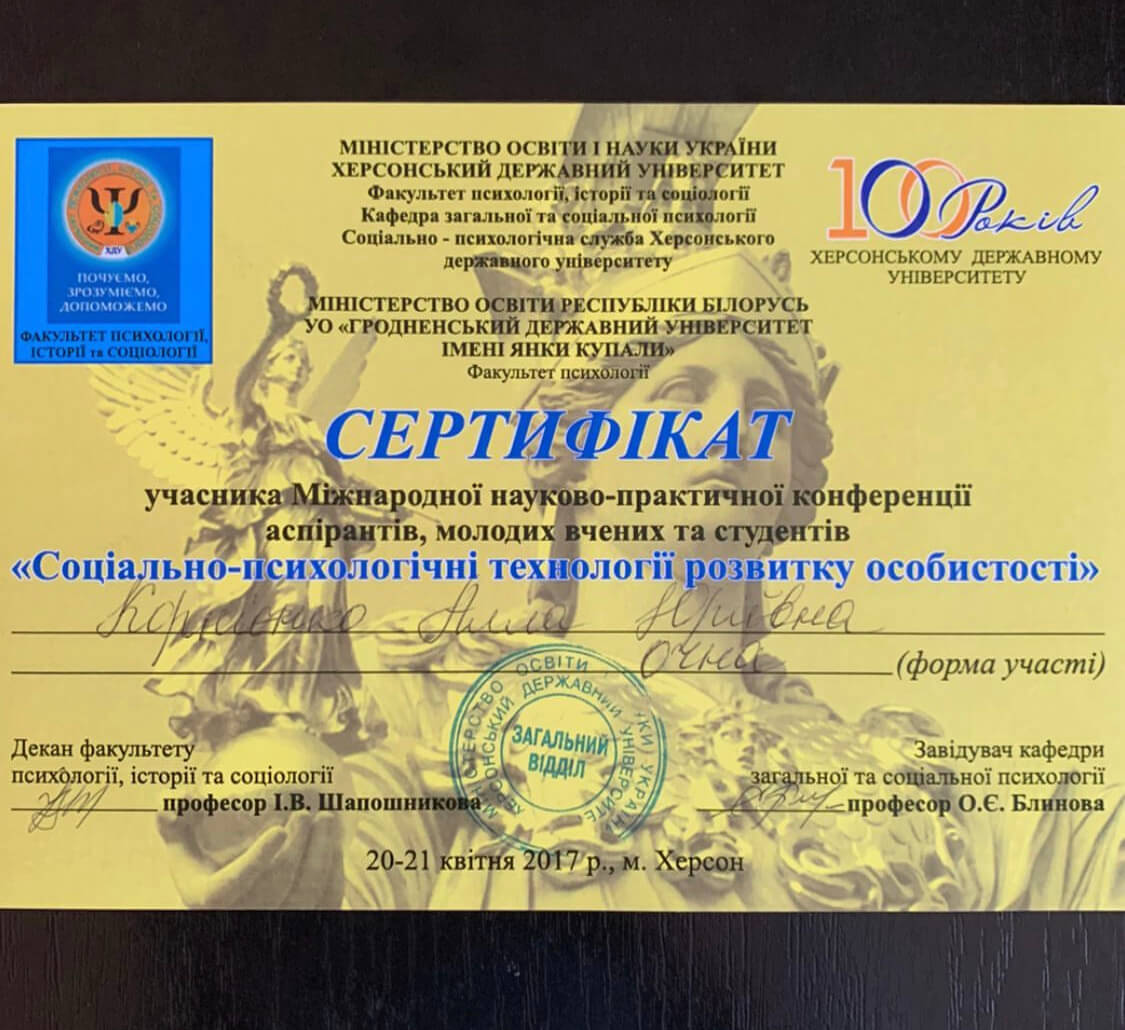 МІНІСТЕРСТВО ОСВІТИ І НАУКИ УКРАЇНИ
ХЕРСОНСЬКИЙ ДЕРЖАВНИЙ УНІВЕРСИТЕТ
Факультет психології, історії та соціології
Кафедра загальної та соціальної психології
Соціально - психологічна служба Херсонського
державного університету
ХДУ
ПОЧУЄМО,
ЗРОЗУМІЄМО,
ДОПОМОЖЕМО
ФАКУЛЬТЕТ ПСИХОЛОГІЇ,
ІСТОРІЇ та СОЦІОЛОГІЇ
100 Років
ХЕРСОНСЬКОМУ ДЕРЖАВНОМУ
УНІВЕРСИТЕТУ
МІНІСТЕРСТВО ОСВІТИ РЕСПУБЛІКИ БІЛОРУСЬ
УО «ГРОДНЕНСЬКИЙ ДЕРЖАВНИЙ УНІВЕРСИТЕТ
ІМЕНІ ЯНКИ КУПАЛИ»
Факультет психології
СЕРТИФІКАТ
учасника Міжнародної науково-практичної конференції
аспірантів, молодих вчених та студентів
«Соціально-психологічні технології розвитку особистості»
Алла Юріївна
очна (форма участі)
ЗАГАЛЬНИЙ
ВІДДІЛ
Декан факультету
психології, історії та соціології
професор І.В. Шапошникова
Завідувач кафедри
загальної та соціальної психології
професор О.Є. Блинова
20-21 квітня 2017 р., м. Херсон